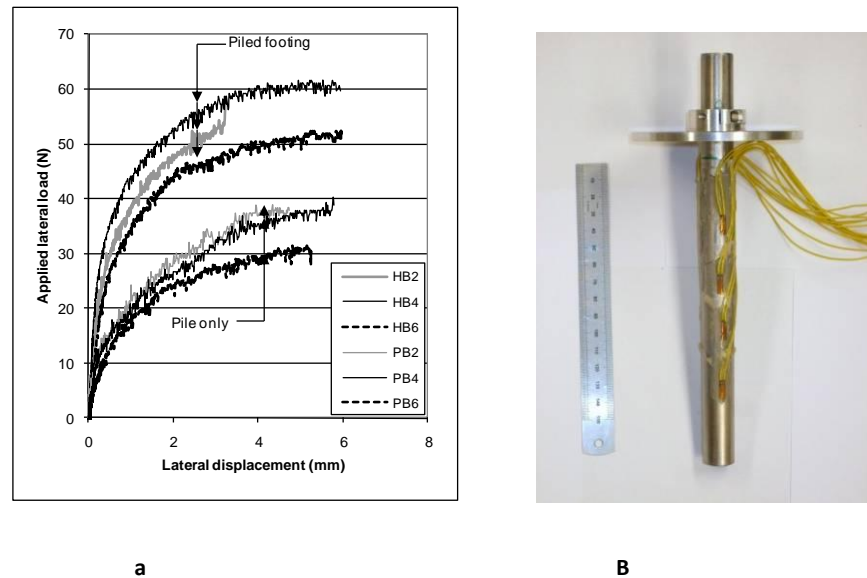 70
60
50
40
30
20
10
0
Applied lateral load (N)
Piled footing
Pile only
HB2
HB4
HB6
PB2
PB4
PB6
0 2 4 6 8
Lateral displacement (mm)
a
B